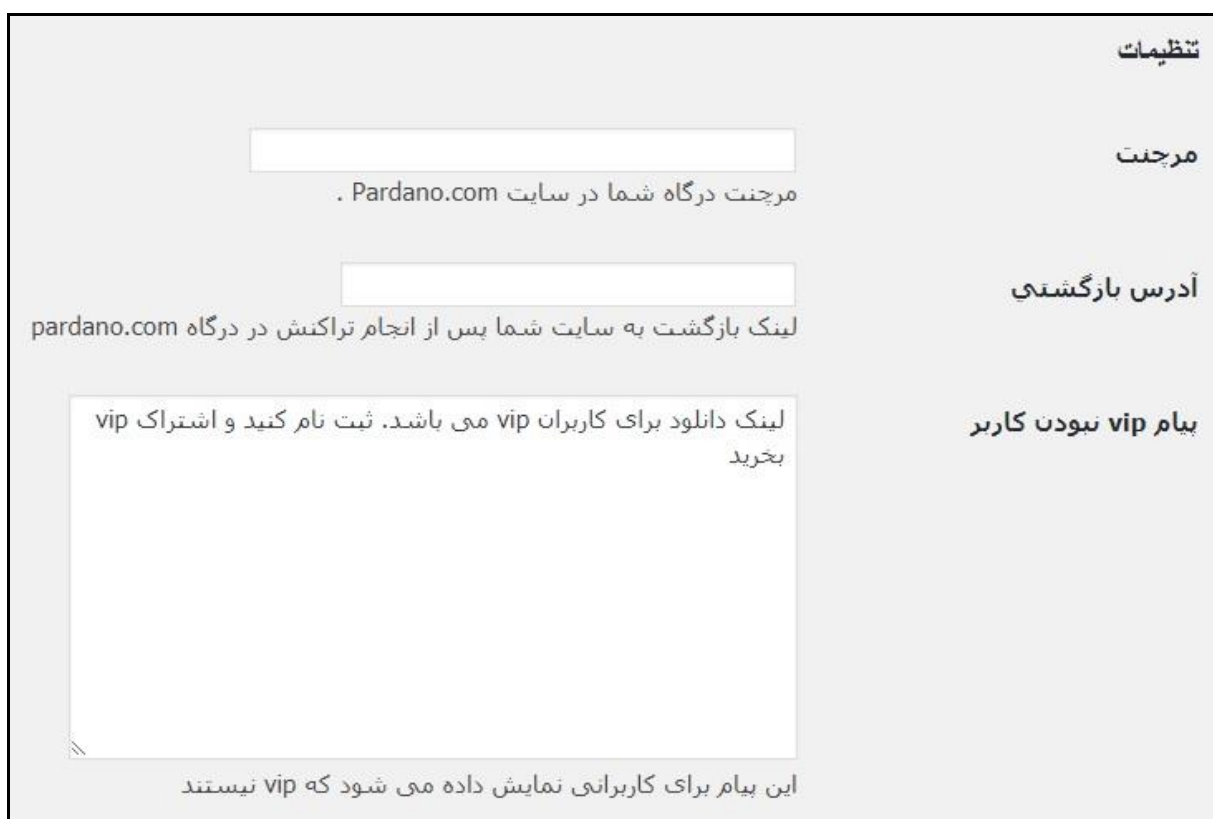 تنظیمات
مرچنت
مرچنت درگاه شما در سایت Pardano.com .
آدرس بازگشتي
لینک بازگشت به سایت شما پس از انجام تراکنش در درگاه pardano.com
پیام vip نبودن کاربر
لینک دانلود برای کاربران vip می باشد. ثبت نام کنید و اشتراک vip
بخرید
این پیام برای کاربرانی نمایش داده می شود که vip نیستند